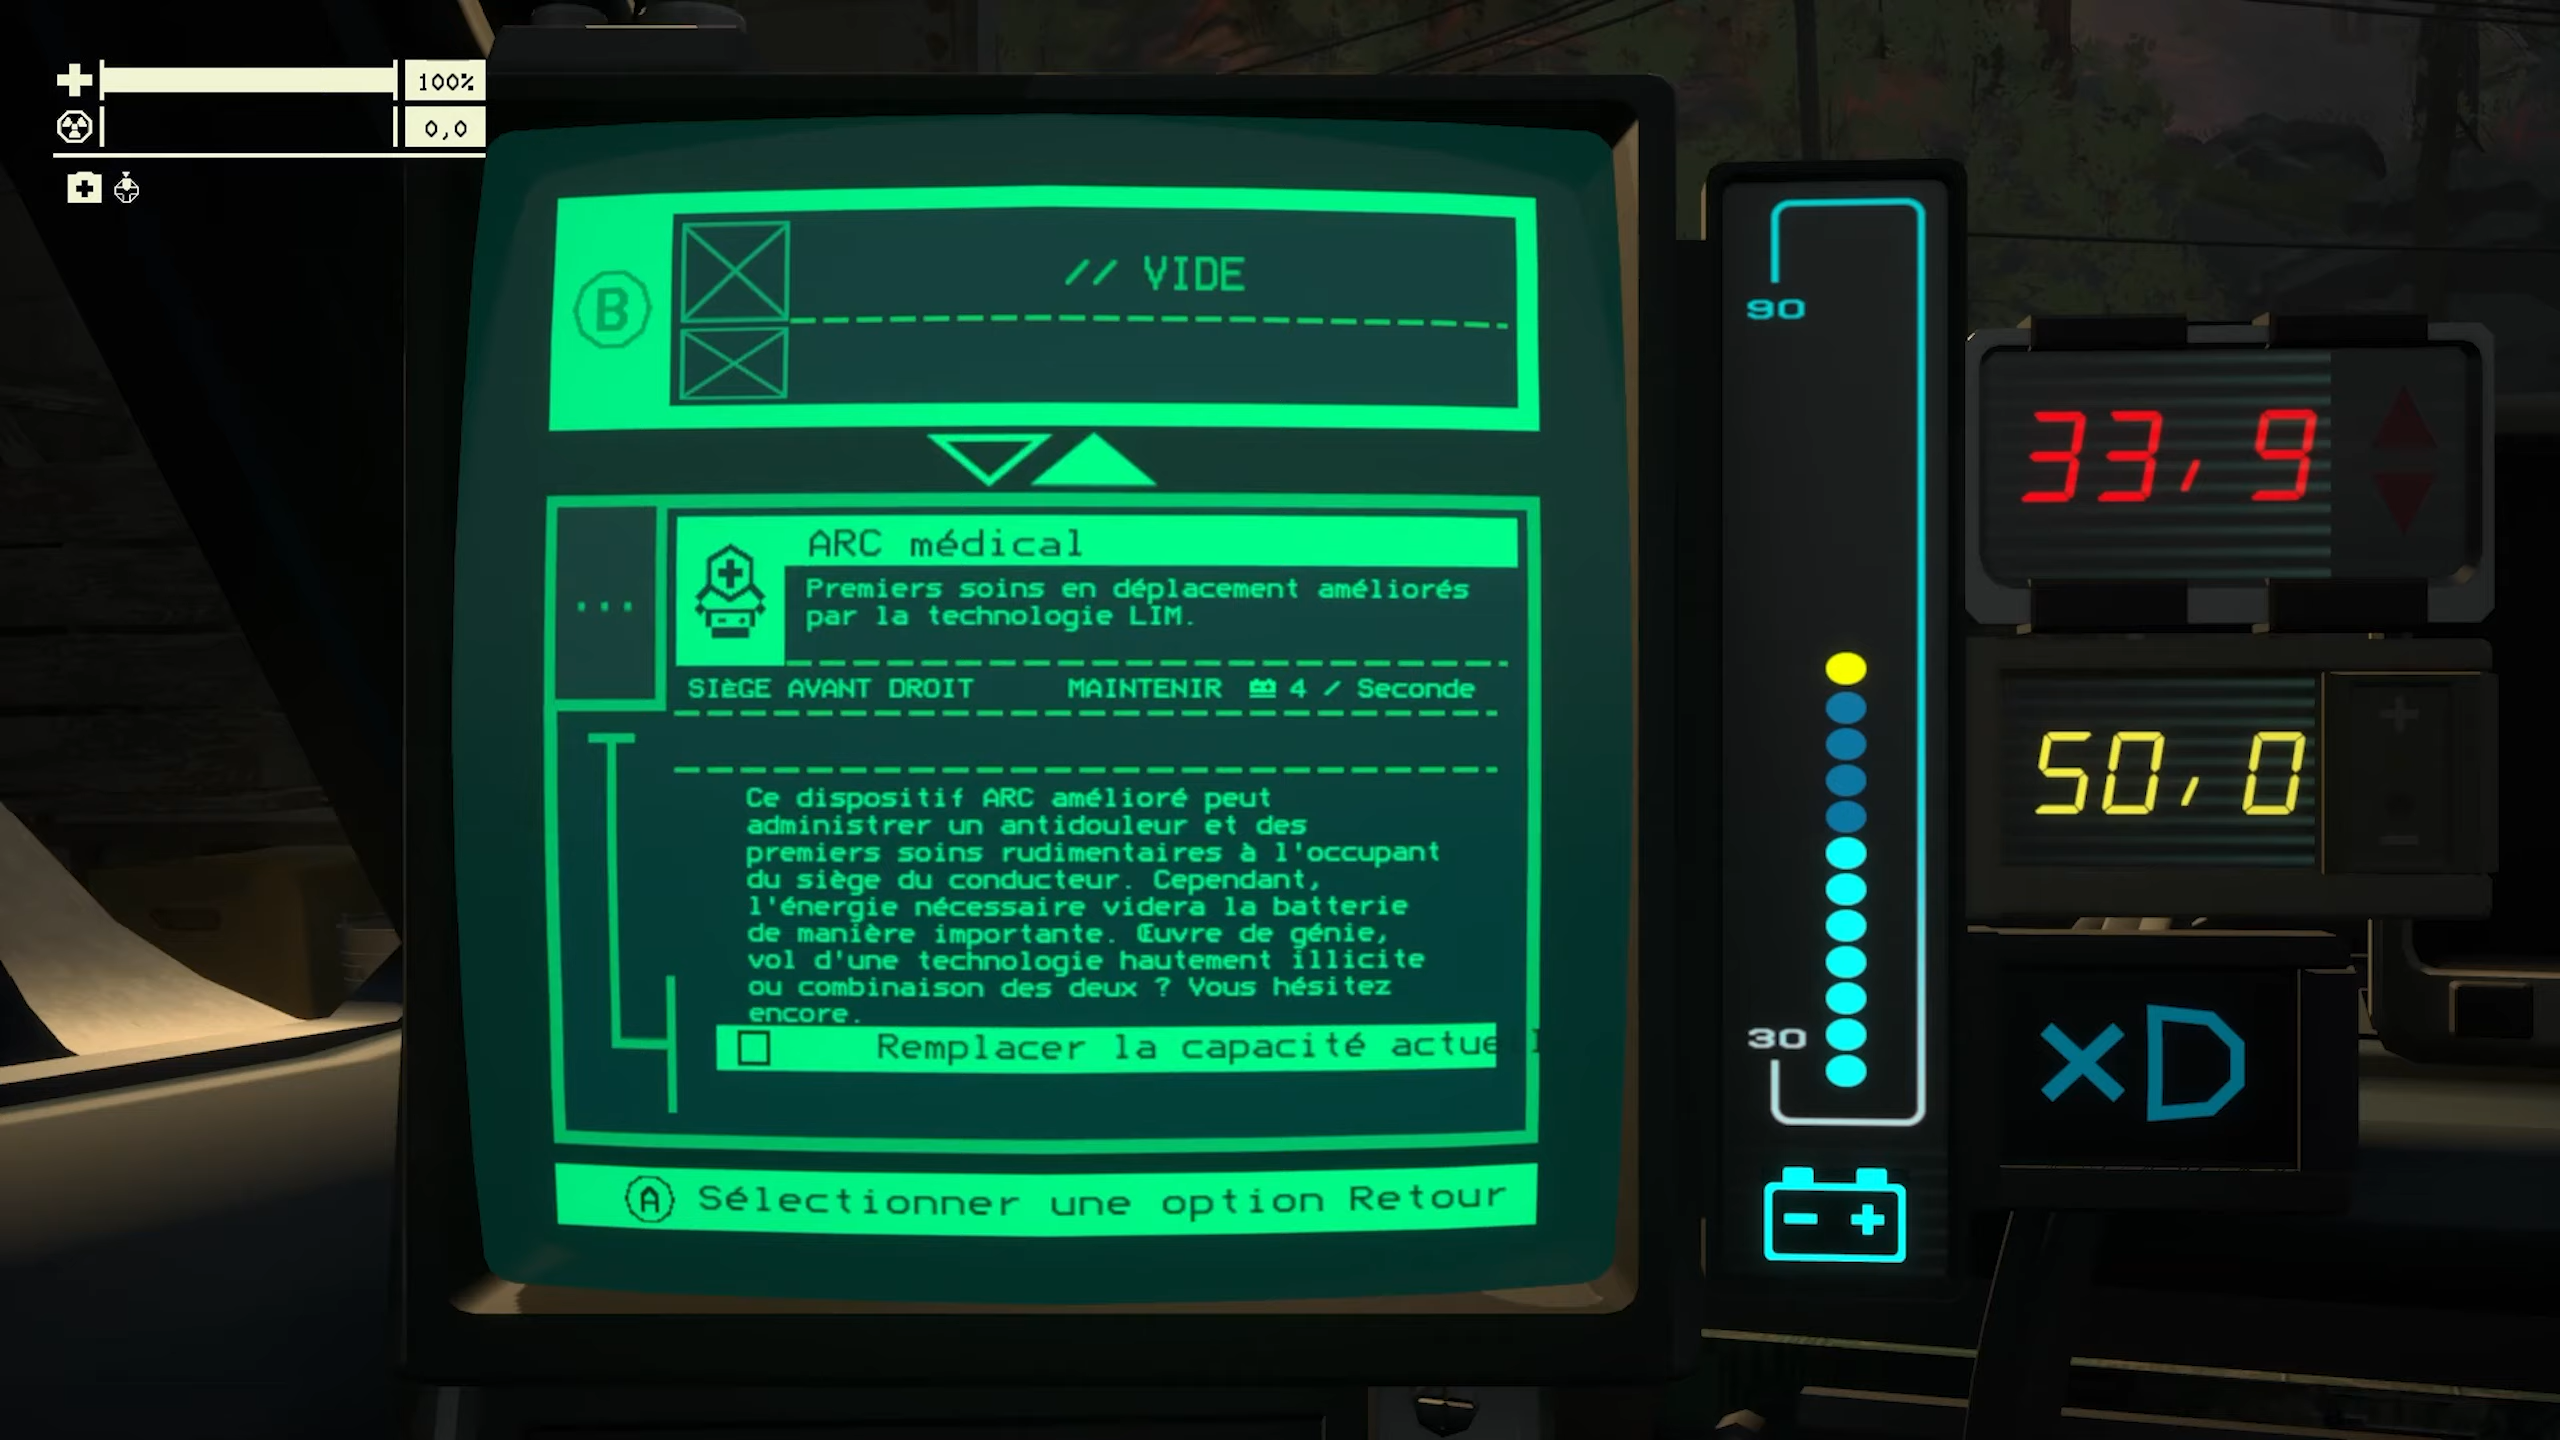 100%
0,0
B
// VIDE
...
ARC médical
Premiers soins en déplacement améliorés
par la technologie LIM.
SIèGE AVANT DROIT MAINTENIR 4 / Seconde
Ce dispositif ARC amélioré peut
administrer un antidouleur et des
premiers soins rudimentaires à l'occupant
du siège du conducteur. Cependant,
l'énergie nécessaire videra la batterie
de manière importante. Œuvre de génie,
vol d'une technologie hautement illicite
ou combinaison des deux ? Vous hésitez
encore.
Remplacer la capacité actuel
A Sélectionner une option Retour
90
30
- +
33,9
50,0
+
-
×D